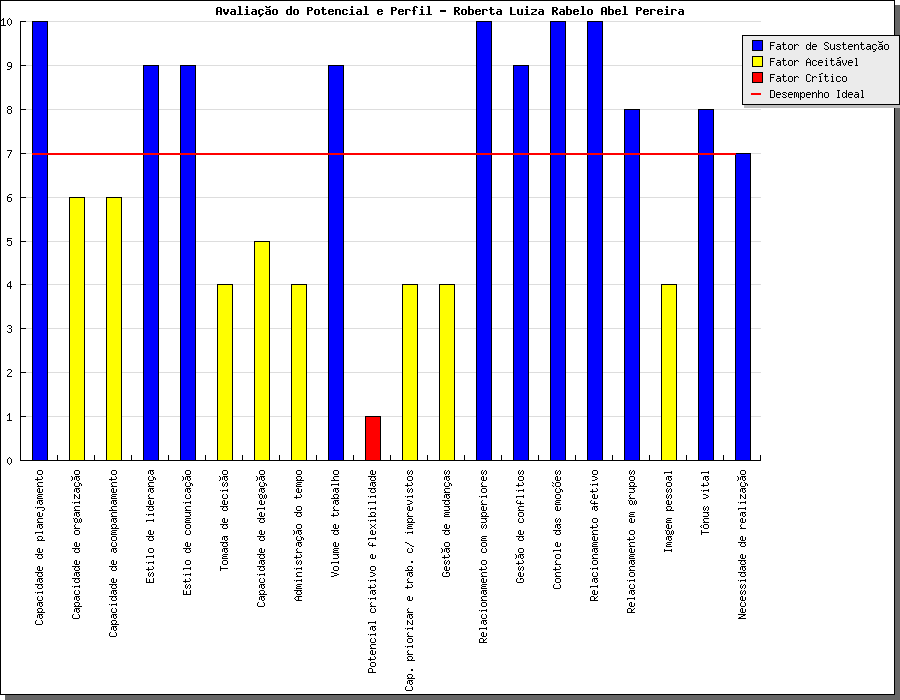 Avaliação do Potencial e Perfil - Roberta Luiza Rabelo Abel Pereira
Fator de Sustentação
Fator Aceitável
Fator Crítico
Desempenho Ideal
10
9
8
7
6
5
4
3
2
1
0
Capacidade de planejamento
Capacidade de organização
Capacidade de acompanhamento
Estilo de liderança
Estilo de comunicação
Tomada de decisão
Capacidade de delegação
Administração do tempo
Volume de trabalho
Potencial criativo e flexibilidade
Cap. priorizar e trab. c/ imprevistos
Gestão de mudanças
Relacionamento com superiores
Gestão de conflitos
Controle das emoções
Relacionamento afetivo
Relacionamento em grupos
Imagem pessoal
Tônus vital
Necessidade de realização